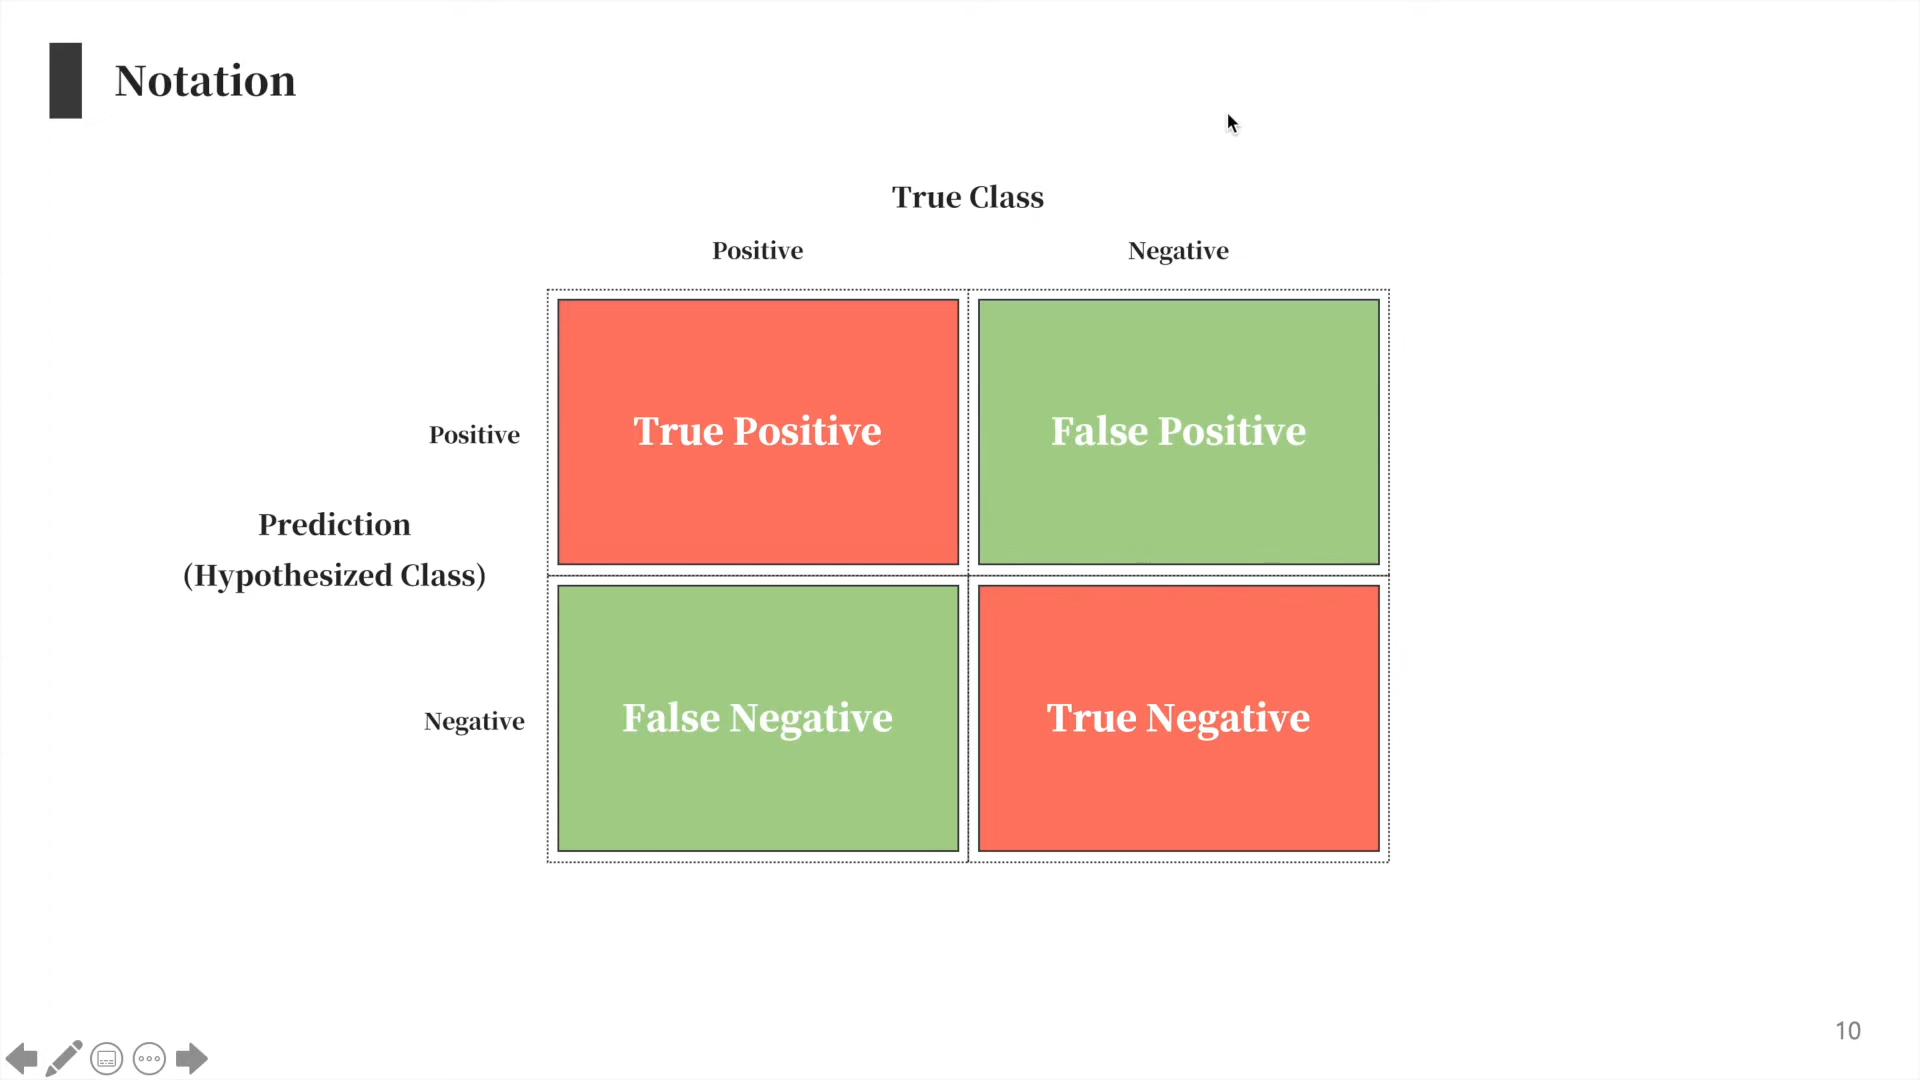 Notation
True Class
Positive Negative
Positive
True Positive
False Positive
Prediction
(Hypothesized Class)
Negative
False Negative
True Negative
10